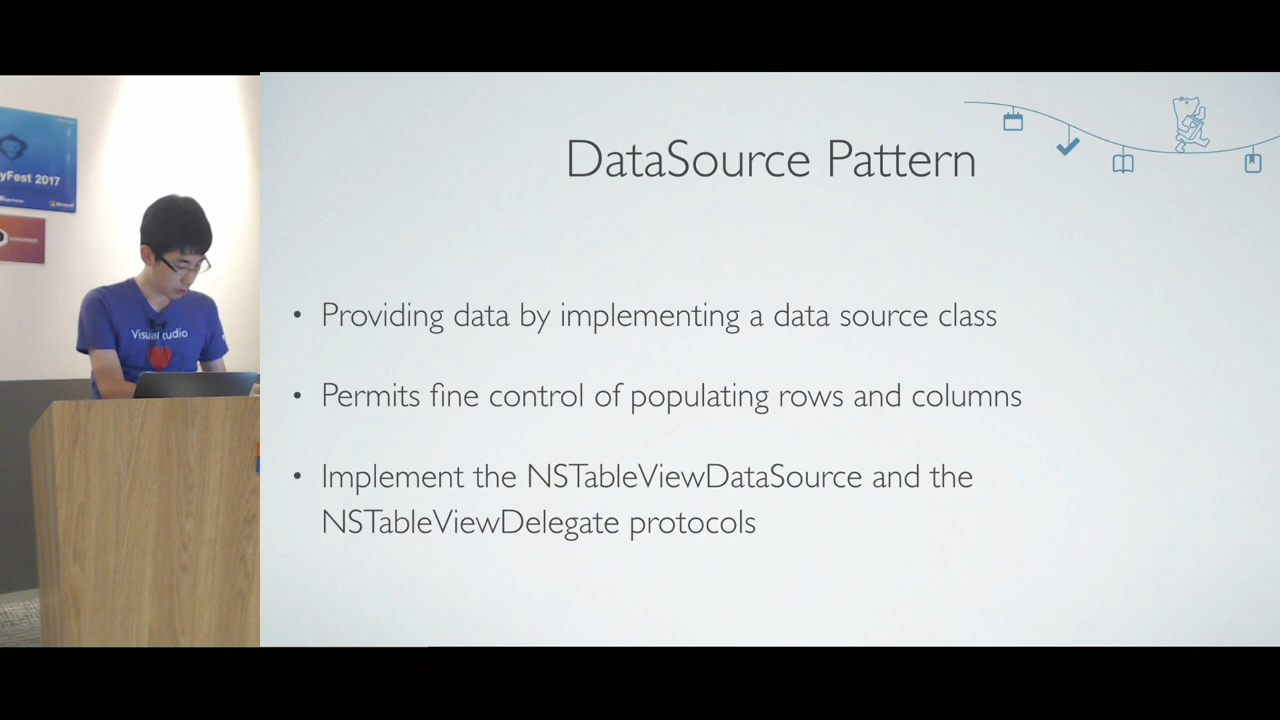 yFest 2017
Visual
DataSource Pattern
• Providing data by implementing a data source class
• Permits fine control of populating rows and columns
• Implement the NSTableViewDataSource and the
NSTableViewDelegate protocols